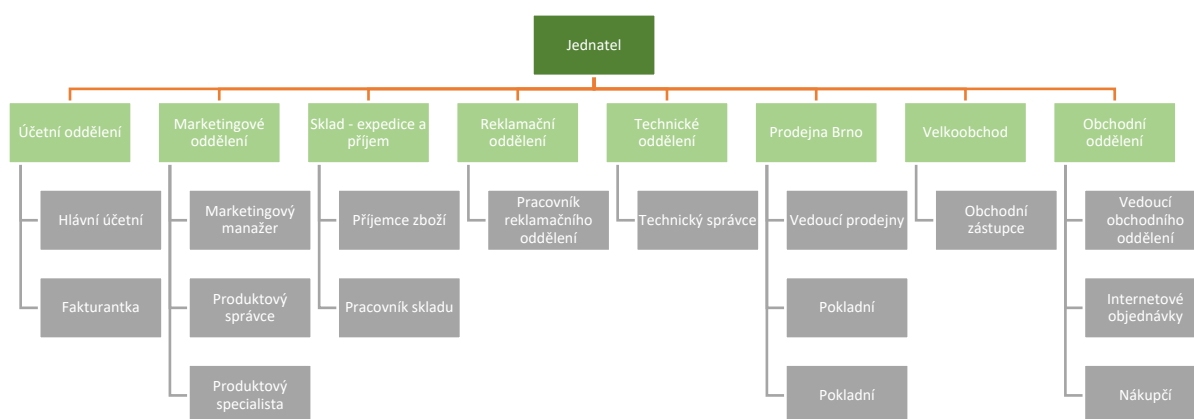 Jednatel
Účetní oddělení
Marketingové
oddělení
Sklad - expedice a
příjem
Reklamační
oddělení
Technické
oddělení
Prodejna Brno
Velkoobchod
Obchodní
oddělení
Hlávní účetní
Marketingový
manažer
Příjemce zboží
Pracovník
reklamačního
oddělení
Technický správce
Vedoucí prodejny
Obchodní
zástupce
Vedoucí
obchodního
oddělení
Fakturantka
Produktový
správce
Pracovník skladu
Pokladní
Internetové
objednávky
Produktový
specialista
Pokladní
Nákupčí